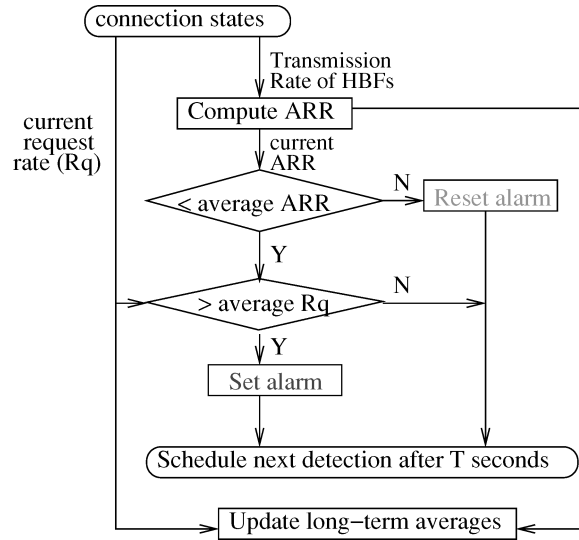 connection states
Transmission
Rate of HBFs
Compute ARR
current
request
rate (Rq)
current
ARR
< average ARR
N
Reset alarm
Y
> average Rq
N
Y
Set alarm
Schedule next detection after T seconds
Update long-term averages